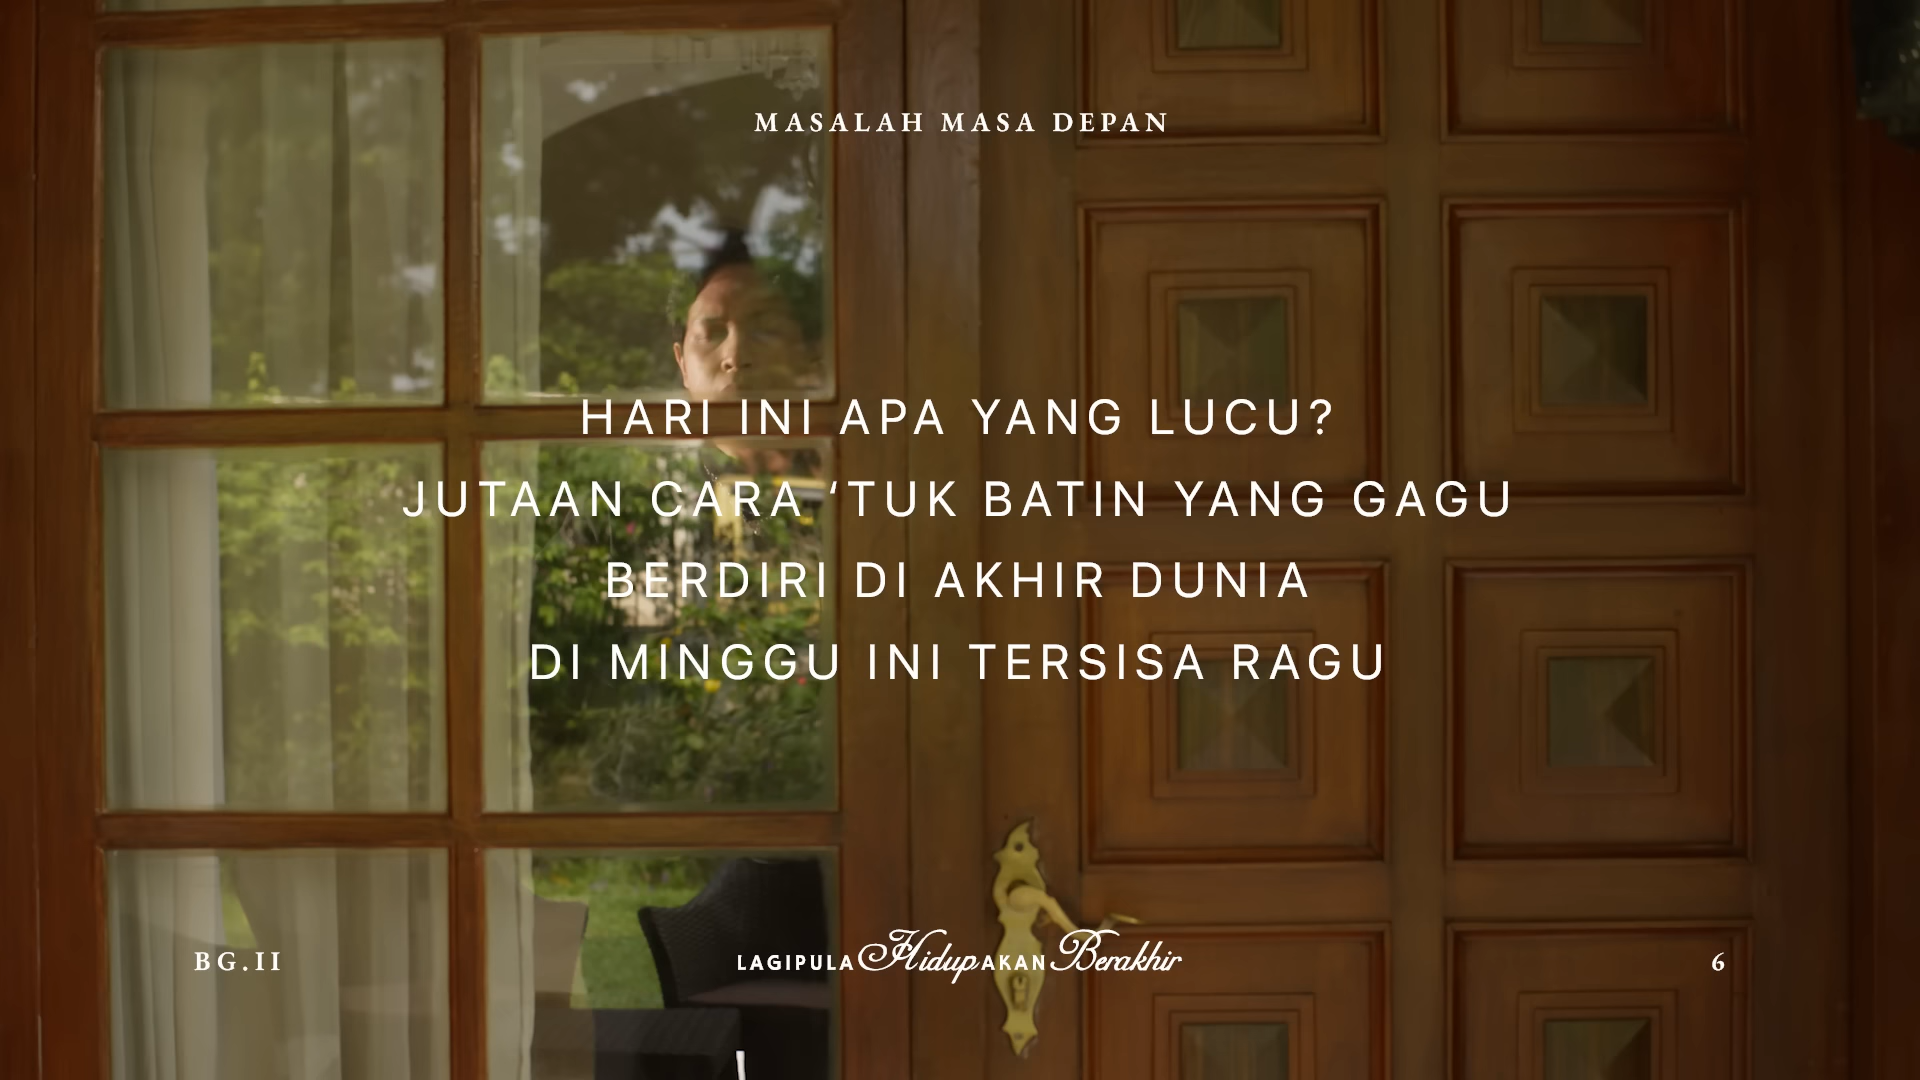 MASALAH MASA DEPAN
HARI INI APA YANG LUCU?
JUTAAN CARA ‘TUK BATIN YANG GAGU
BERDIRI DI AKHIR DUNIA
DI MINGGU INI TERSISA RAGU
BG.II
LAGIPULA Hidup AKAN Berakhir
6